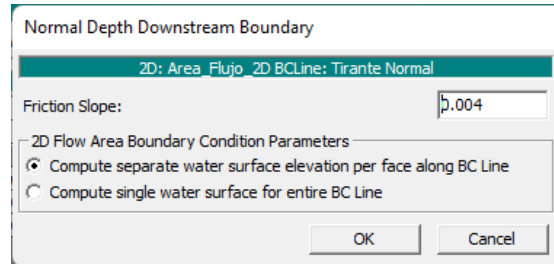 Normal Depth Downstream Boundary
2D: Area_Flujo_2D BCLine: Tirante Normal
Friction Slope:
0.004
2D Flow Area Boundary Condition Parameters
Compute separate water surface elevation per face along BC Line
Compute single water surface for entire BC Line
OK
Cancel